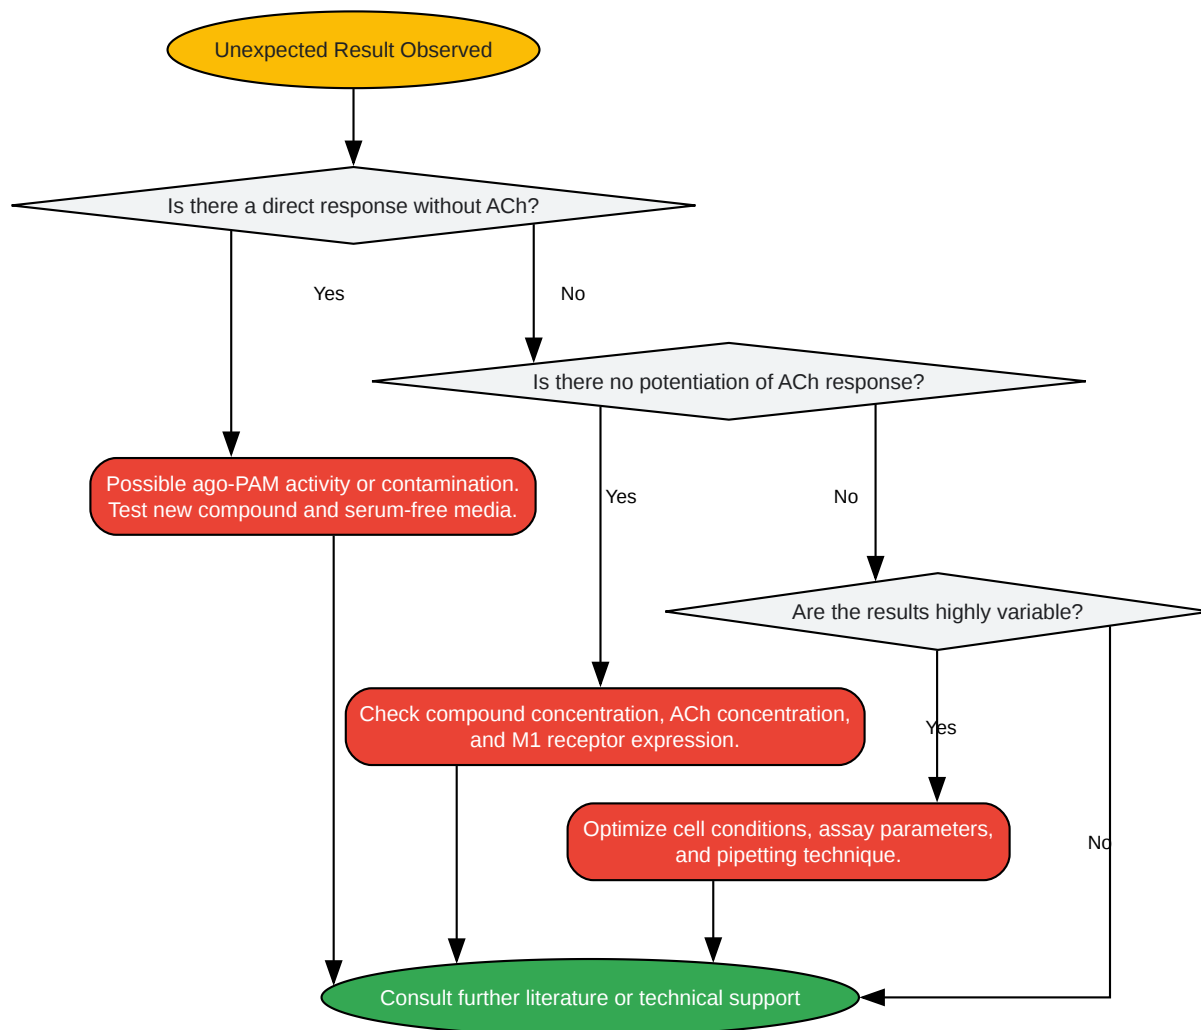 Unexpected Result Observed
Is there a direct response without ACh?
Yes
No
Is there no potentiation of ACh response?
Possible ago-PAM activity or contamination.
Test new compound and serum-free media.
Yes
No
Are the results highly variable?
Check compound concentration, ACh concentration,
and M1 receptor expression.
Yes
Optimize cell conditions, assay parameters,
and pipetting technique.
No
Consult further literature or technical support